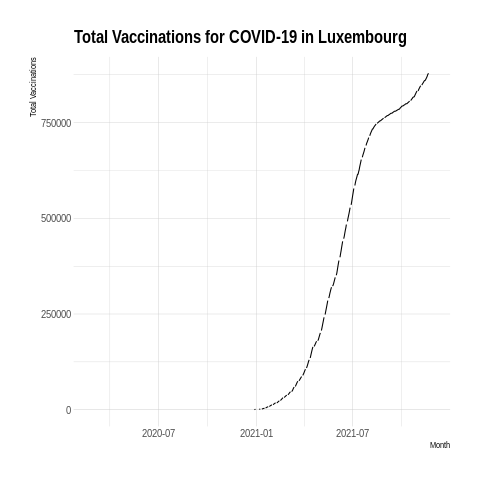 Total Vaccinations for COVID-19 in Luxembourg
Total Vaccinations
750000
500000
250000
0
2020-07 2021-01 2021-07
Month